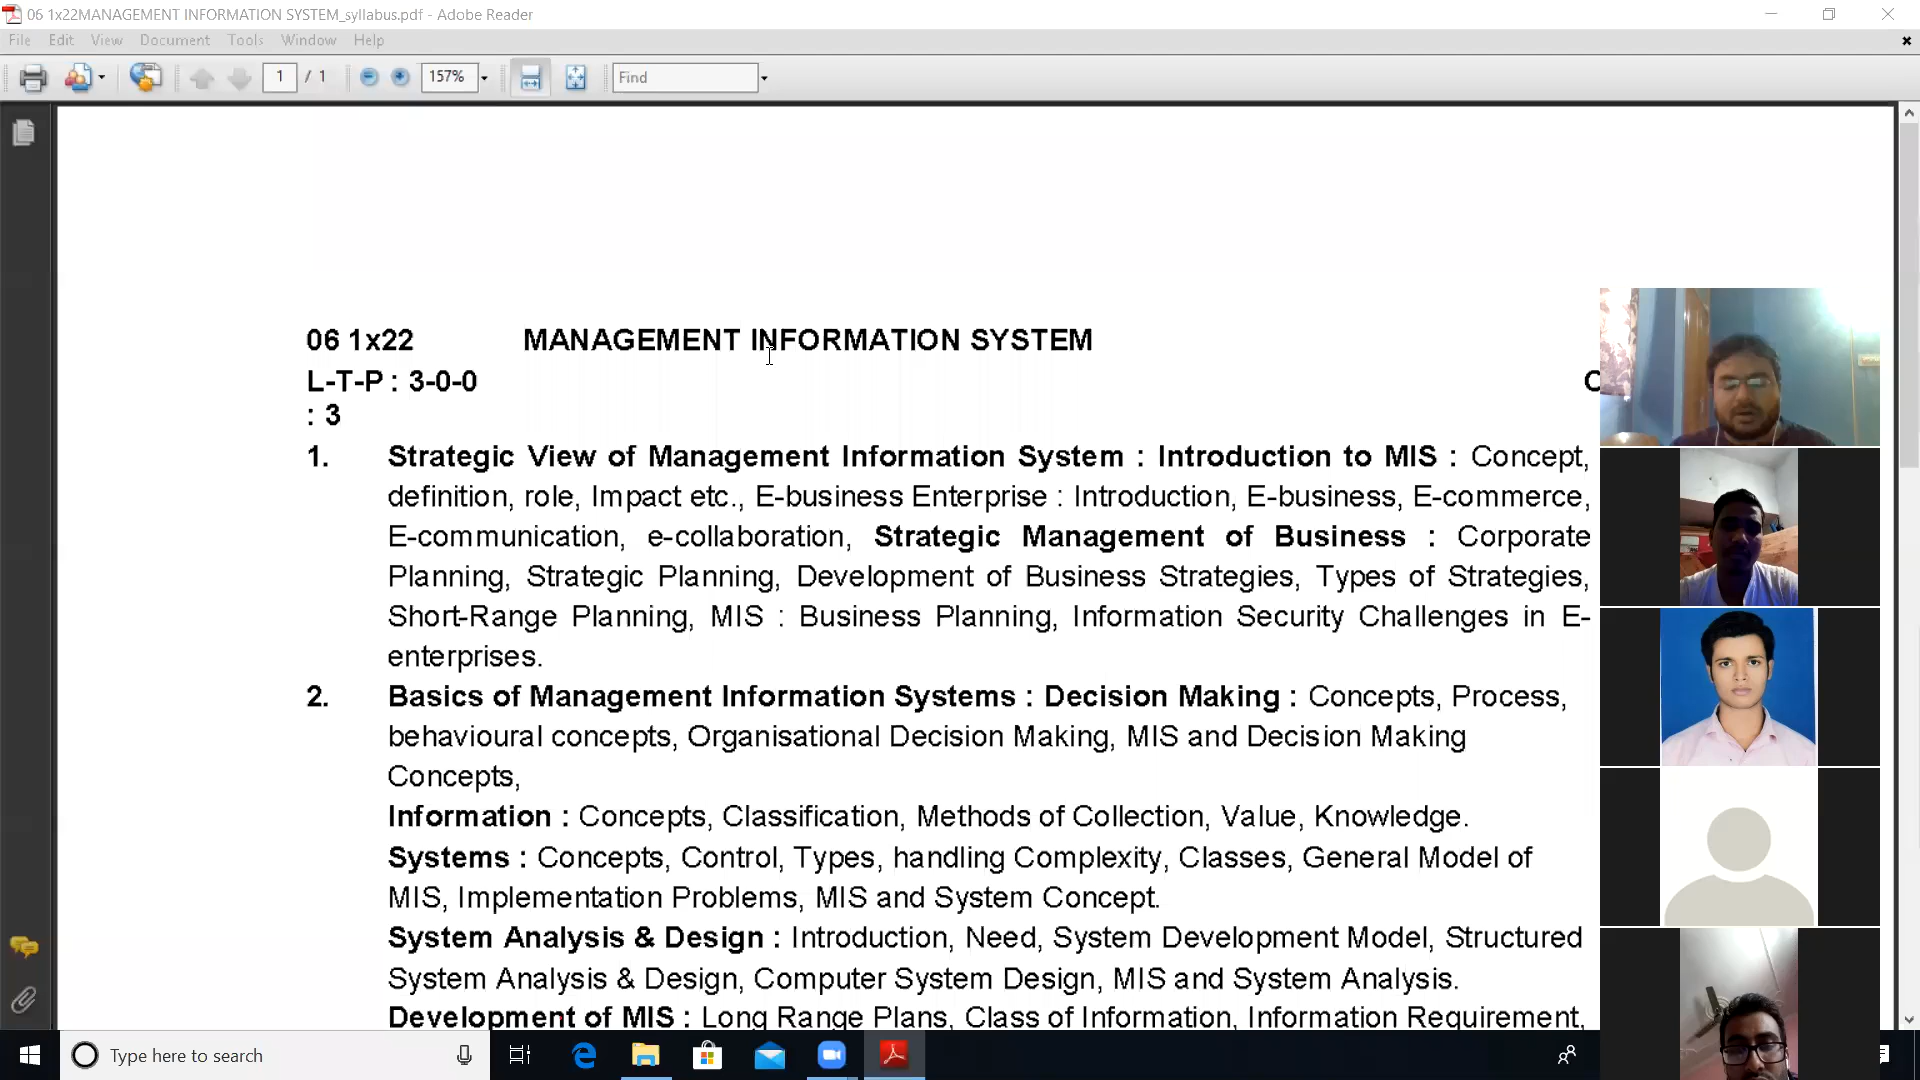 06 1x22MANAGEMENT INFORMATION SYSTEM_syllabus.pdf - Adobe Reader
File Edit View Document Tools Window Help
1 / 1 157% Find
06 1x22 MANAGEMENT INFORMATION SYSTEM
L-T-P : 3-0-0 C
: 3
1. Strategic View of Management Information System : Introduction to MIS : Concept,
definition, role, Impact etc., E-business Enterprise : Introduction, E-business, E-commerce,
E-communication, e-collaboration, Strategic Management of Business : Corporate
Planning, Strategic Planning, Development of Business Strategies, Types of Strategies,
Short-Range Planning, MIS : Business Planning, Information Security Challenges in E-
enterprises.
2. Basics of Management Information Systems : Decision Making : Concepts, Process,
behavioural concepts, Organisational Decision Making, MIS and Decision Making
Concepts,
Information : Concepts, Classification, Methods of Collection, Value, Knowledge.
Systems : Concepts, Control, Types, handling Complexity, Classes, General Model of
MIS, Implementation Problems, MIS and System Concept.
System Analysis & Design : Introduction, Need, System Development Model, Structured
System Analysis & Design, Computer System Design, MIS and System Analysis.
Development of MIS : Long Range Plans, Class of Information, Information Requirement,
Type here to search